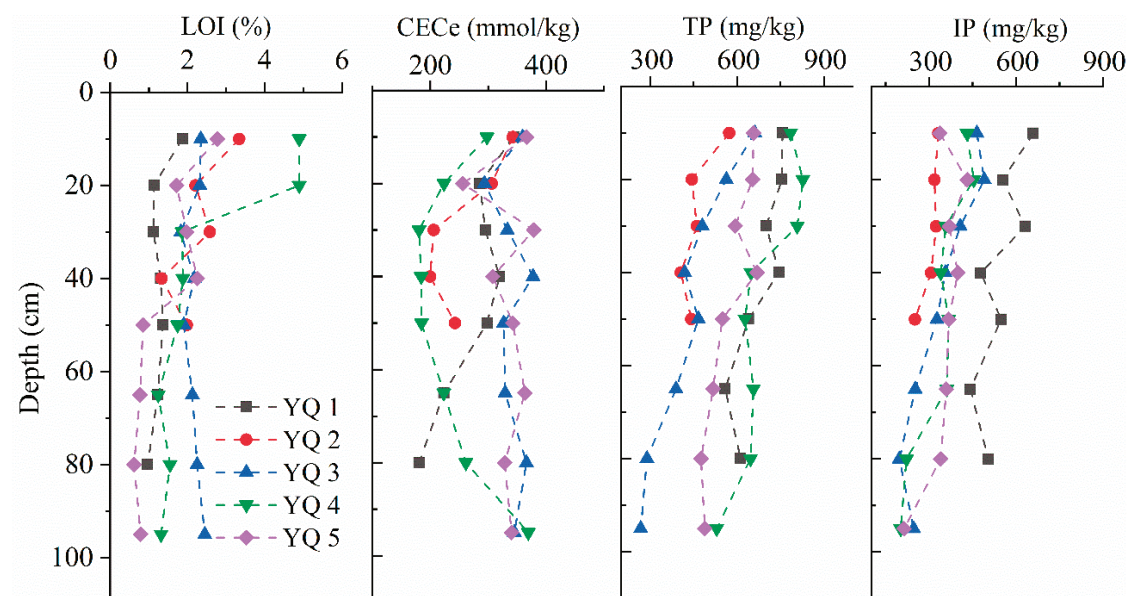 LOI (%) CECe (mmol/kg) TP (mg/kg) IP (mg/kg)
0 2 4 6 200 400 300 600 900 300 600 900
Depth (cm)
0
20
40
60
80
100
YQ 1
YQ 2
YQ 3
YQ 4
YQ 5